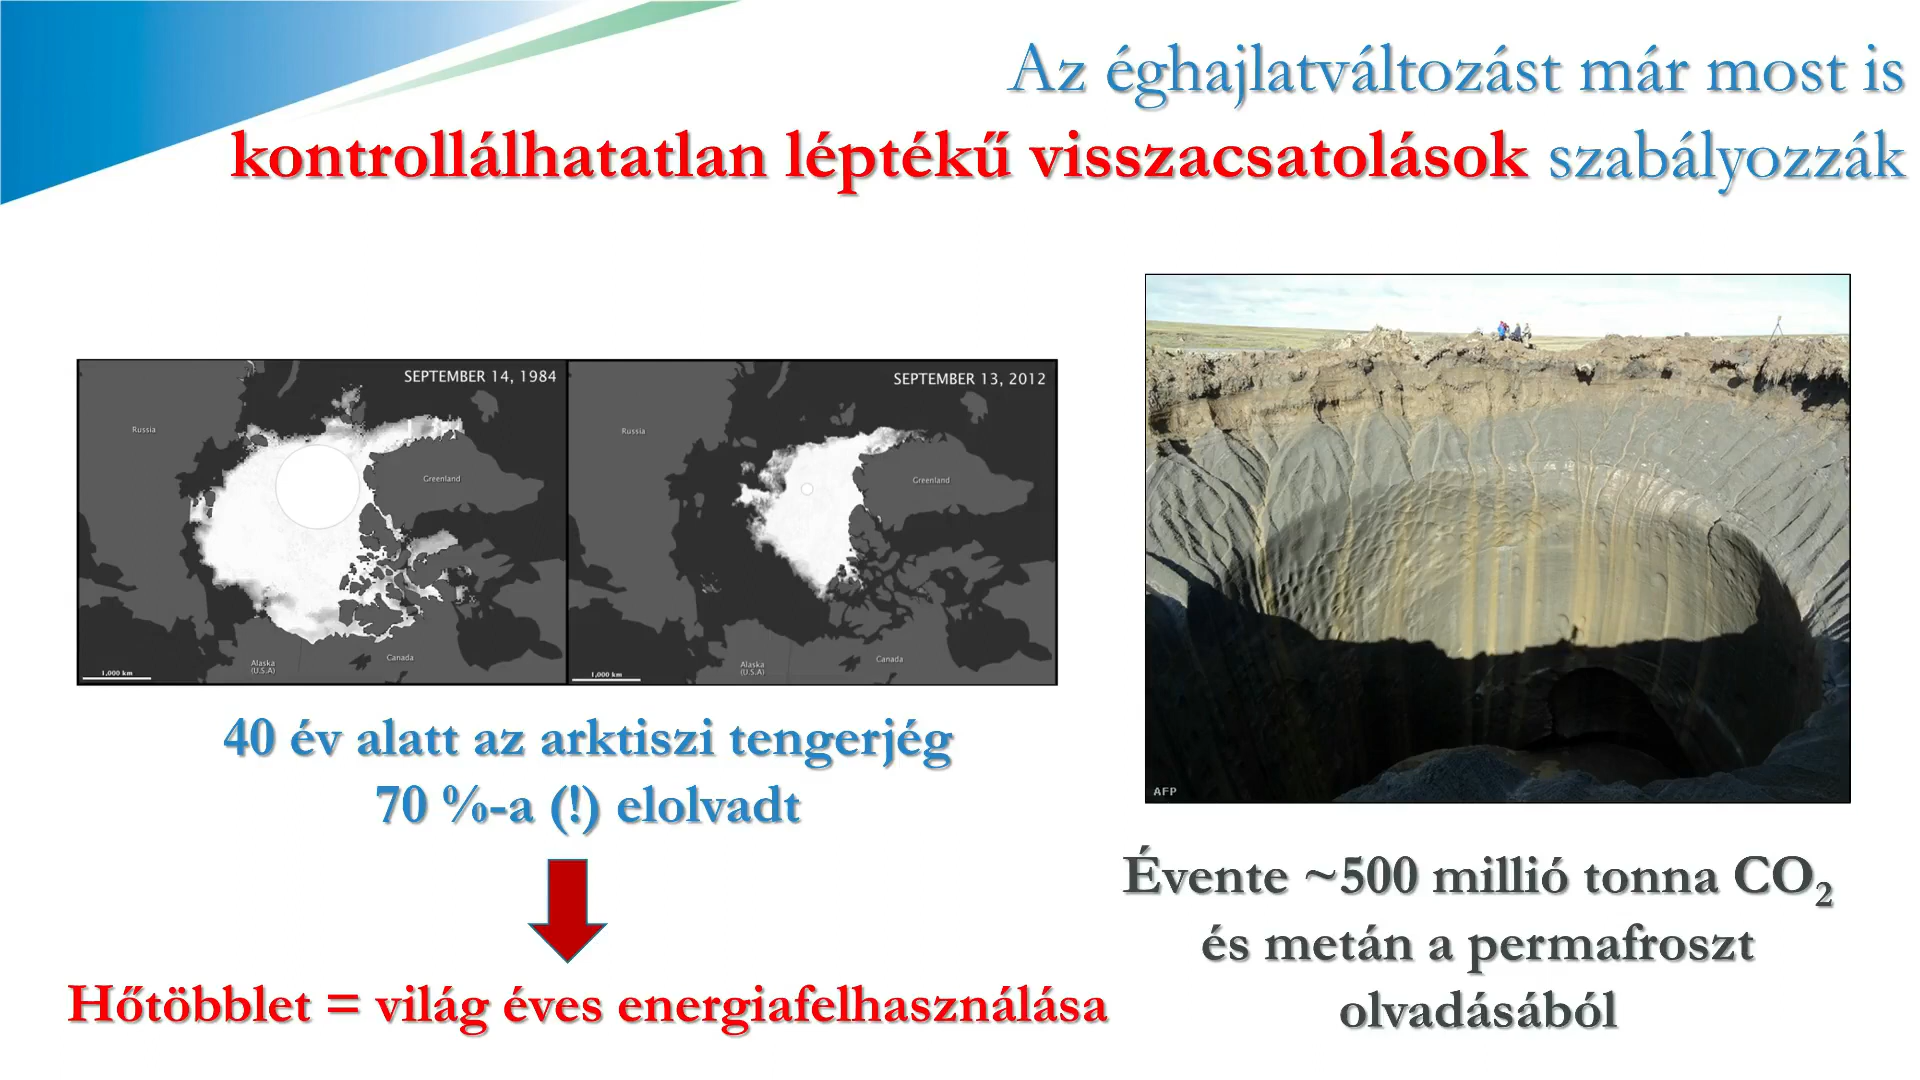 Az éghajlatváltozást már most is
kontrollálhatatlan léptékű visszacsatolások szabályozzák
SEPTEMBER 14, 1984
Russia
Greenland
Alaska
(U.S.A)
Canada
1,000 km
SEPTEMBER 13, 2012
Russia
Greenland
Alaska
(U.S.A)
Canada
1,000 km
40 év alatt az arktiszi tengerjég
70 %-a (!) elolvadt
Hőtöbblet = világ éves energiafelhasználása
AFP
Évente ~500 millió tonna CO₂
és metán a permafroszt
olvadásából